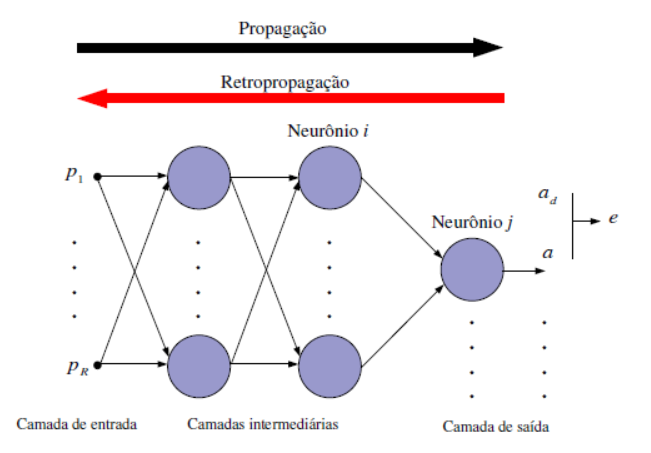 Propagação
Retropropagação
Neurônio i
p1
Neurônio j
ad
e
a
pR
Camada de entrada
Camadas intermediárias
Camada de saída